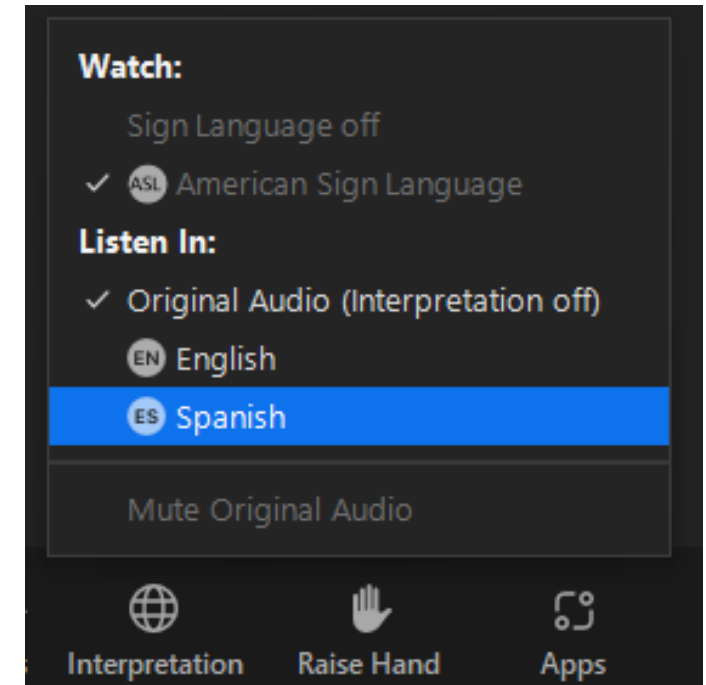 Watch:
Sign Language off
ASL American Sign Language
Listen In:
Original Audio (Interpretation off)
EN English
ES Spanish
Mute Original Audio
Interpretation Raise Hand Apps